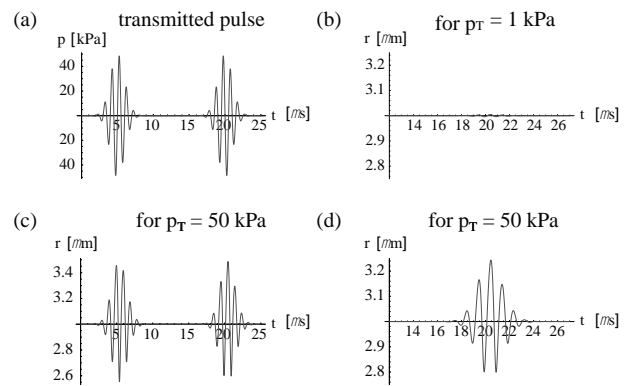 (a) transmitted pulse
(b) for pT = 1 kPa
p [kPa]
40
20
20
40
5 10 15 20 25 t [ms]
r [mm]
3.2
3.1
2.9
2.8
14 16 18 20 22 24 26 t [ms]
(c) for pT = 50 kPa
(d) for pT = 50 kPa
r [mm]
3.4
3.2
2.8
2.6
5 10 15 20 25 t [ms]
r [mm]
3.2
3.1
2.9
2.8
14 16 18 20 22 24 26 t [ms]